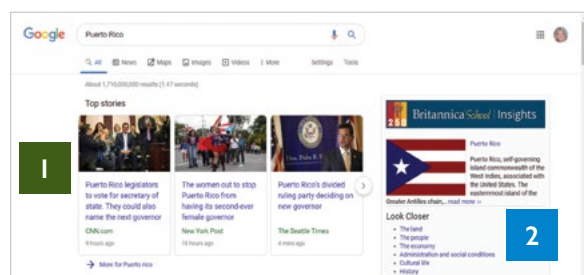 Google
Puerto Rico
All News Maps Images Videos More Settings Tools
About 1,710,000,000 results (1.47 seconds)
Top stories
Puerto Rico legislators
to vote for secretary of
state. They could also
name the next governor
CNN.com
9 hours ago
The women out to stop
Puerto Rico from
having its second-ever
female governor
New York Post
18 hours ago
Puerto Rico's divided
ruling party deciding on
new governor
The Seattle Times
4 mins ago
More for Puerto rico
1
250
Britannica School Insights
Puerto Rico
Puerto Rico, self-governing
island commonwealth of the
West Indies, associated with
the United States. The
easternmost island of the
Greater Antilles chain,.. read more »
Look Closer
• The land
• The people
• The economy
• Administration and social conditions
• Cultural life
• History
2